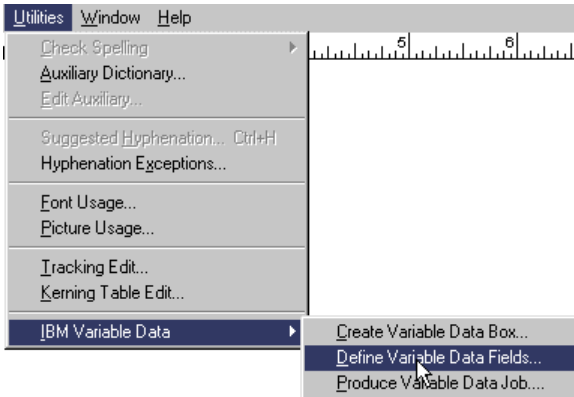 Utilities Window Help
5 6
Check Spelling
Auxiliary Dictionary...
Edit Auxiliary...
Suggested Hyphenation... Ctrl+H
Hyphenation Exceptions...
Font Usage...
Picture Usage...
Tracking Edit...
Kerning Table Edit...
IBM Variable Data
Create Variable Data Box...
Define Variable Data Fields...
Produce Variable Data Job....